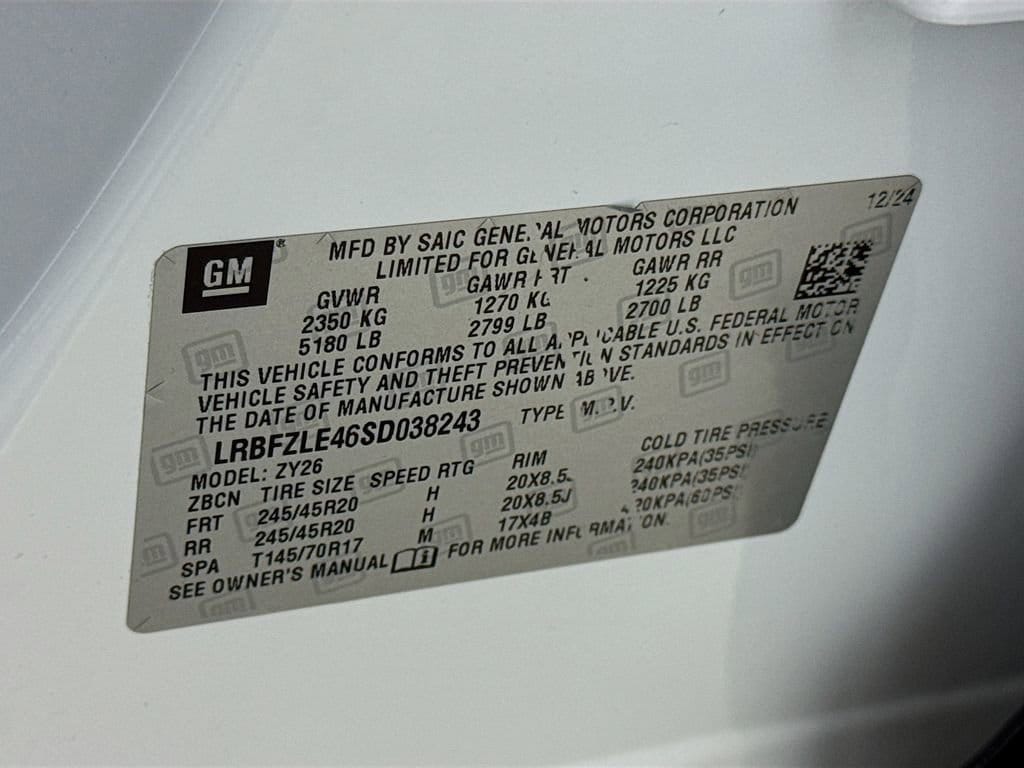 GM®
12/24
MFD BY SAIC GENERAL MOTORS CORPORATION
LIMITED FOR GENERAL MOTORS LLC
GVWR GAWR FRT GAWR RR
2350 KG 1270 KG 1225 KG
5180 LB 2799 LB 2700 LB
THIS VEHICLE CONFORMS TO ALL APPLICABLE U.S. FEDERAL MOTOR
VEHICLE SAFETY AND THEFT PREVENTION STANDARDS IN EFFECT ON
THE DATE OF MANUFACTURE SHOWN ABOVE.
LRBFZLE46SD038243 TYPE M.P.V.
MODEL: ZY26
ZBCN TIRE SIZE SPEED RTG RIM COLD TIRE PRESSURE
FRT 245/45R20 H 20X8.5J 240KPA(35PSI)
RR 245/45R20 H 20X8.5J 240KPA(35PSI)
SPA T145/70R17 M 17X4B 420KPA(60PSI)
SEE OWNER'S MANUAL FOR MORE INFORMATION.